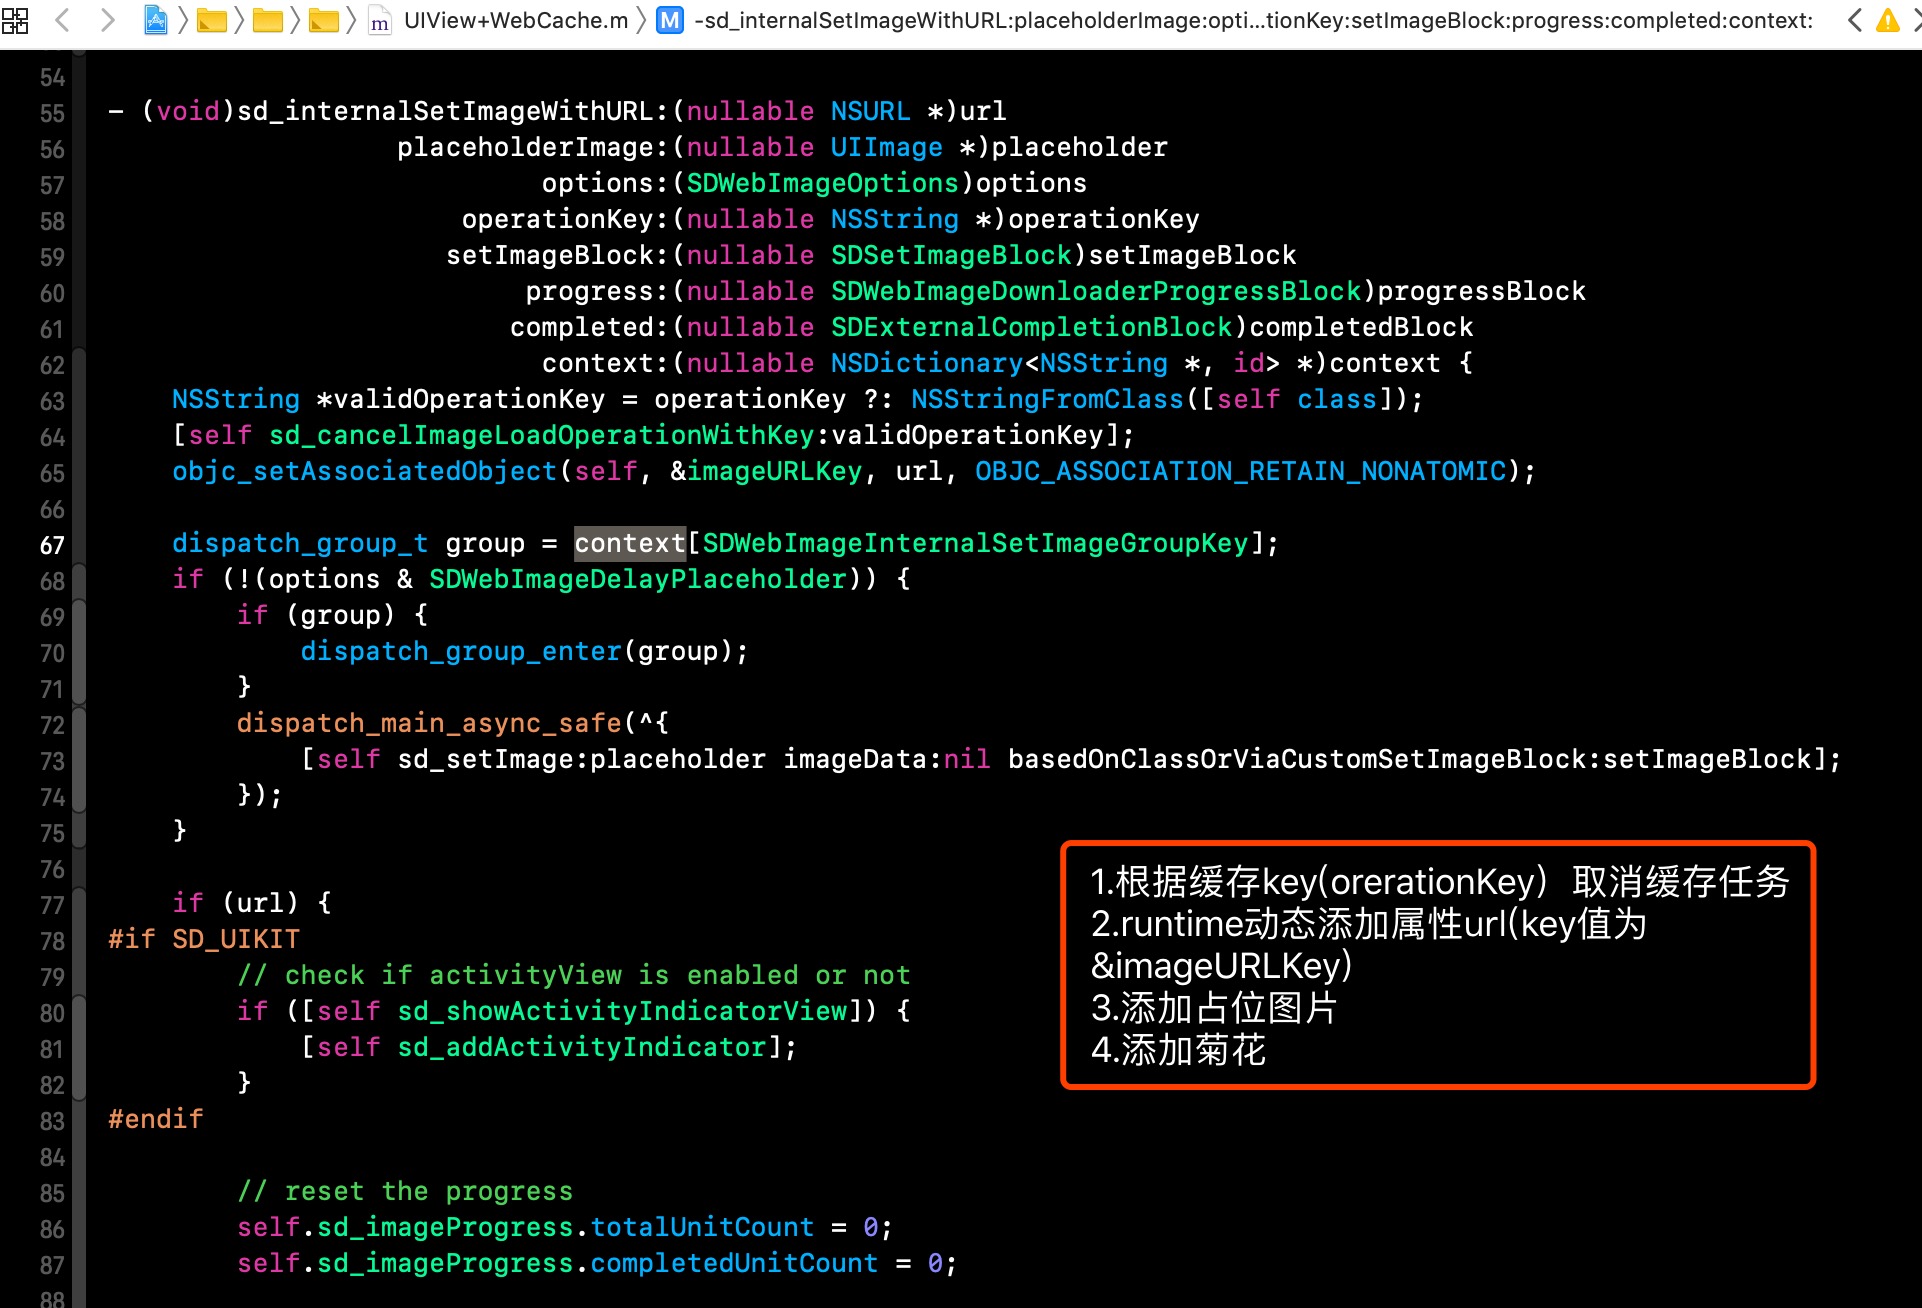 UIView+WebCache.m M -sd_internalSetImageWithURL:placeholderImage:opti...tionKey:setImageBlock:progress:completed:context:
54
55 - (void)sd_internalSetImageWithURL:(nullable NSURL *)url
56 placeholderImage:(nullable UIImage *)placeholder
57 options:(SDWebImageOptions)options
58 operationKey:(nullable NSString *)operationKey
59 setImageBlock:(nullable SDSetImageBlock)setImageBlock
60 progress:(nullable SDWebImageDownloaderProgressBlock)progressBlock
61 completed:(nullable SDExternalCompletionBlock)completedBlock
62 context:(nullable NSDictionary<NSString *, id> *)context {
63 NSString *validOperationKey = operationKey ?: NSStringFromClass([self class]);
64 [self sd_cancelImageLoadOperationWithKey:validOperationKey];
65 objc_setAssociatedObject(self, &imageURLKey, url, OBJC_ASSOCIATION_RETAIN_NONATOMIC);
66
67 dispatch_group_t group = context[SDWebImageInternalSetImageGroupKey];
68 if (!(options & SDWebImageDelayPlaceholder)) {
69 if (group) {
70 dispatch_group_enter(group);
71 }
72 dispatch_main_async_safe(^{
73 [self sd_setImage:placeholder imageData:nil basedOnClassOrViaCustomSetImageBlock:setImageBlock];
74 });
75 }
76
77 if (url) {
78 #if SD_UIKIT
79 // check if activityView is enabled or not
80 if ([self sd_showActivityIndicatorView]) {
81 [self sd_addActivityIndicator];
82 }
83 #endif
84
85 // reset the progress
86 self.sd_imageProgress.totalUnitCount = 0;
87 self.sd_imageProgress.completedUnitCount = 0;
88
1.根据缓存key(orerationKey)取消缓存任务
2.runtime动态添加属性url(key值为
&imageURLKey)
3.添加占位图片
4.添加菊花